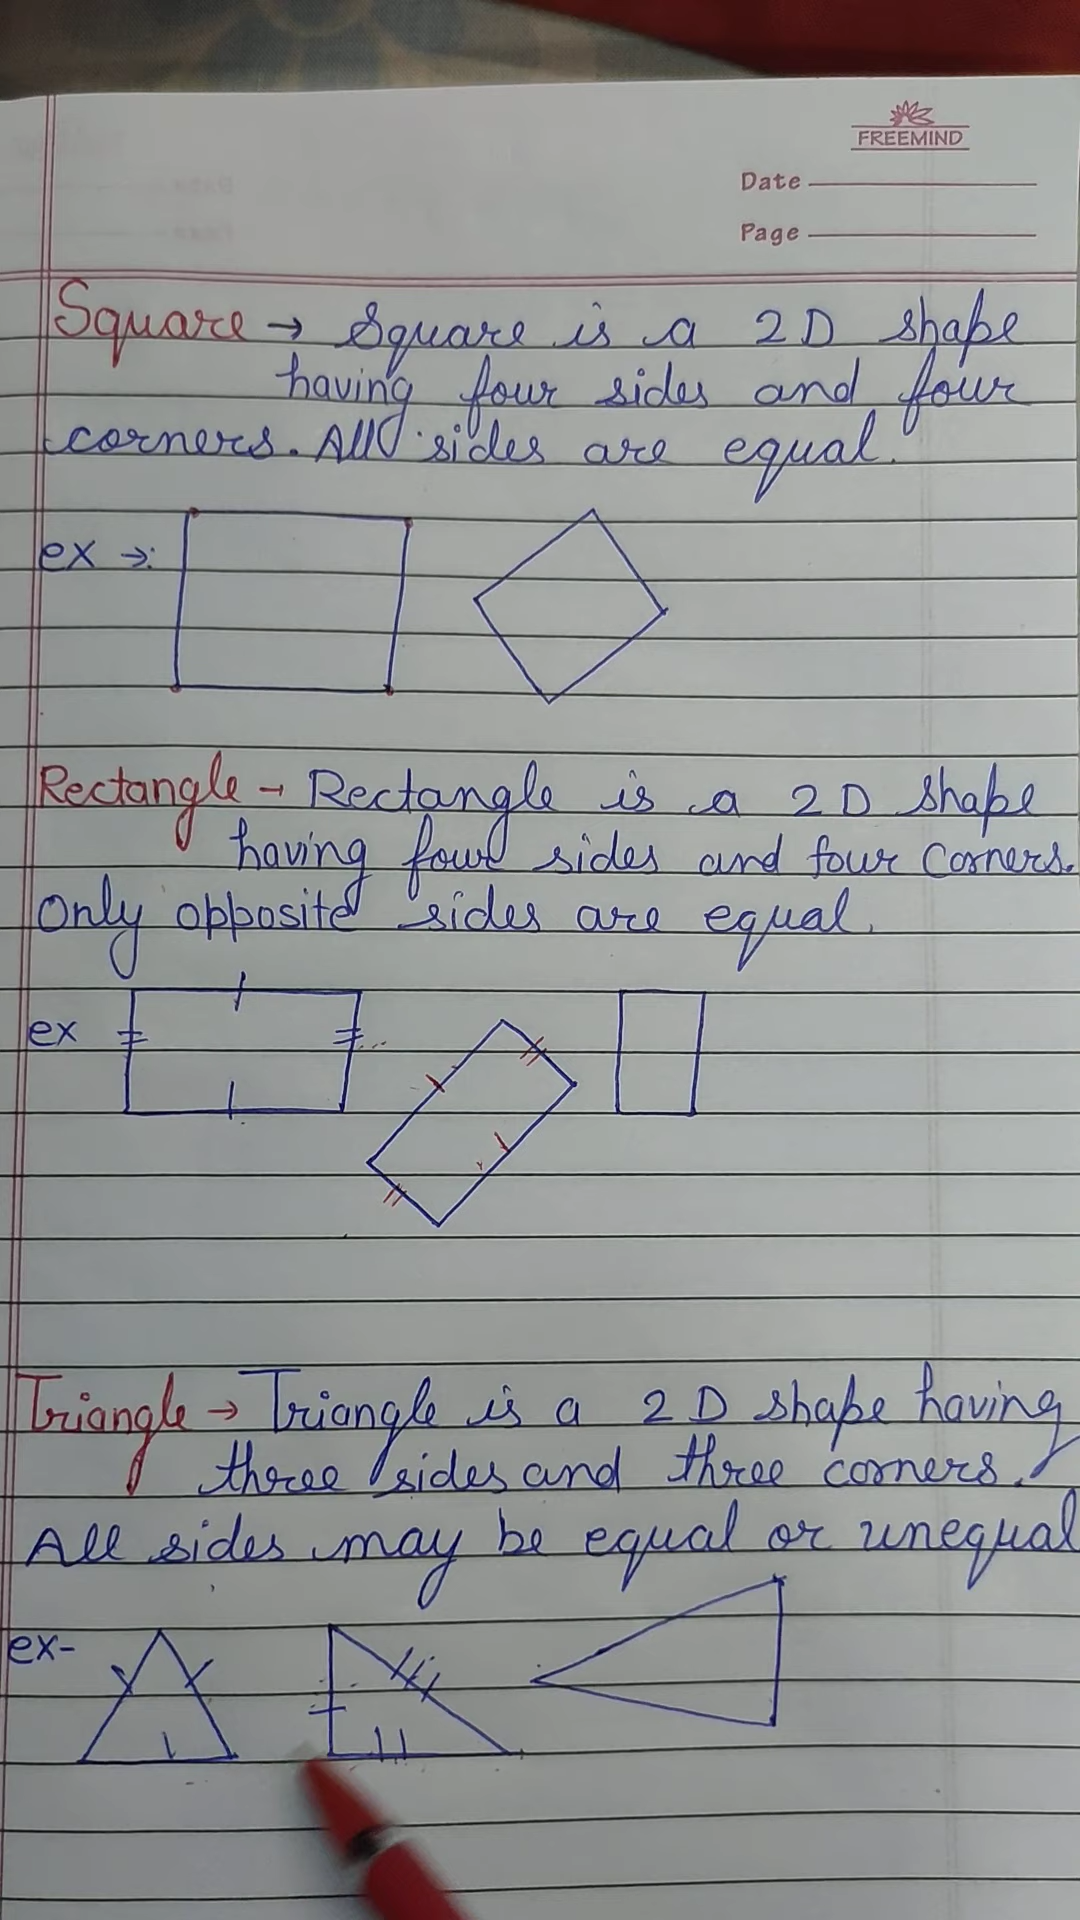 FREEMIND
Date
Page
Square → Square is a 2D shape
having four sides and four
corners. All sides are equal.
ex →:
Rectangle → Rectangle is a 2D shape
having four sides and four corners.
Only opposite sides are equal.
ex
Triangle → Triangle is a 2D shape having
three sides and three corners.
All sides may be equal or unequal
ex-